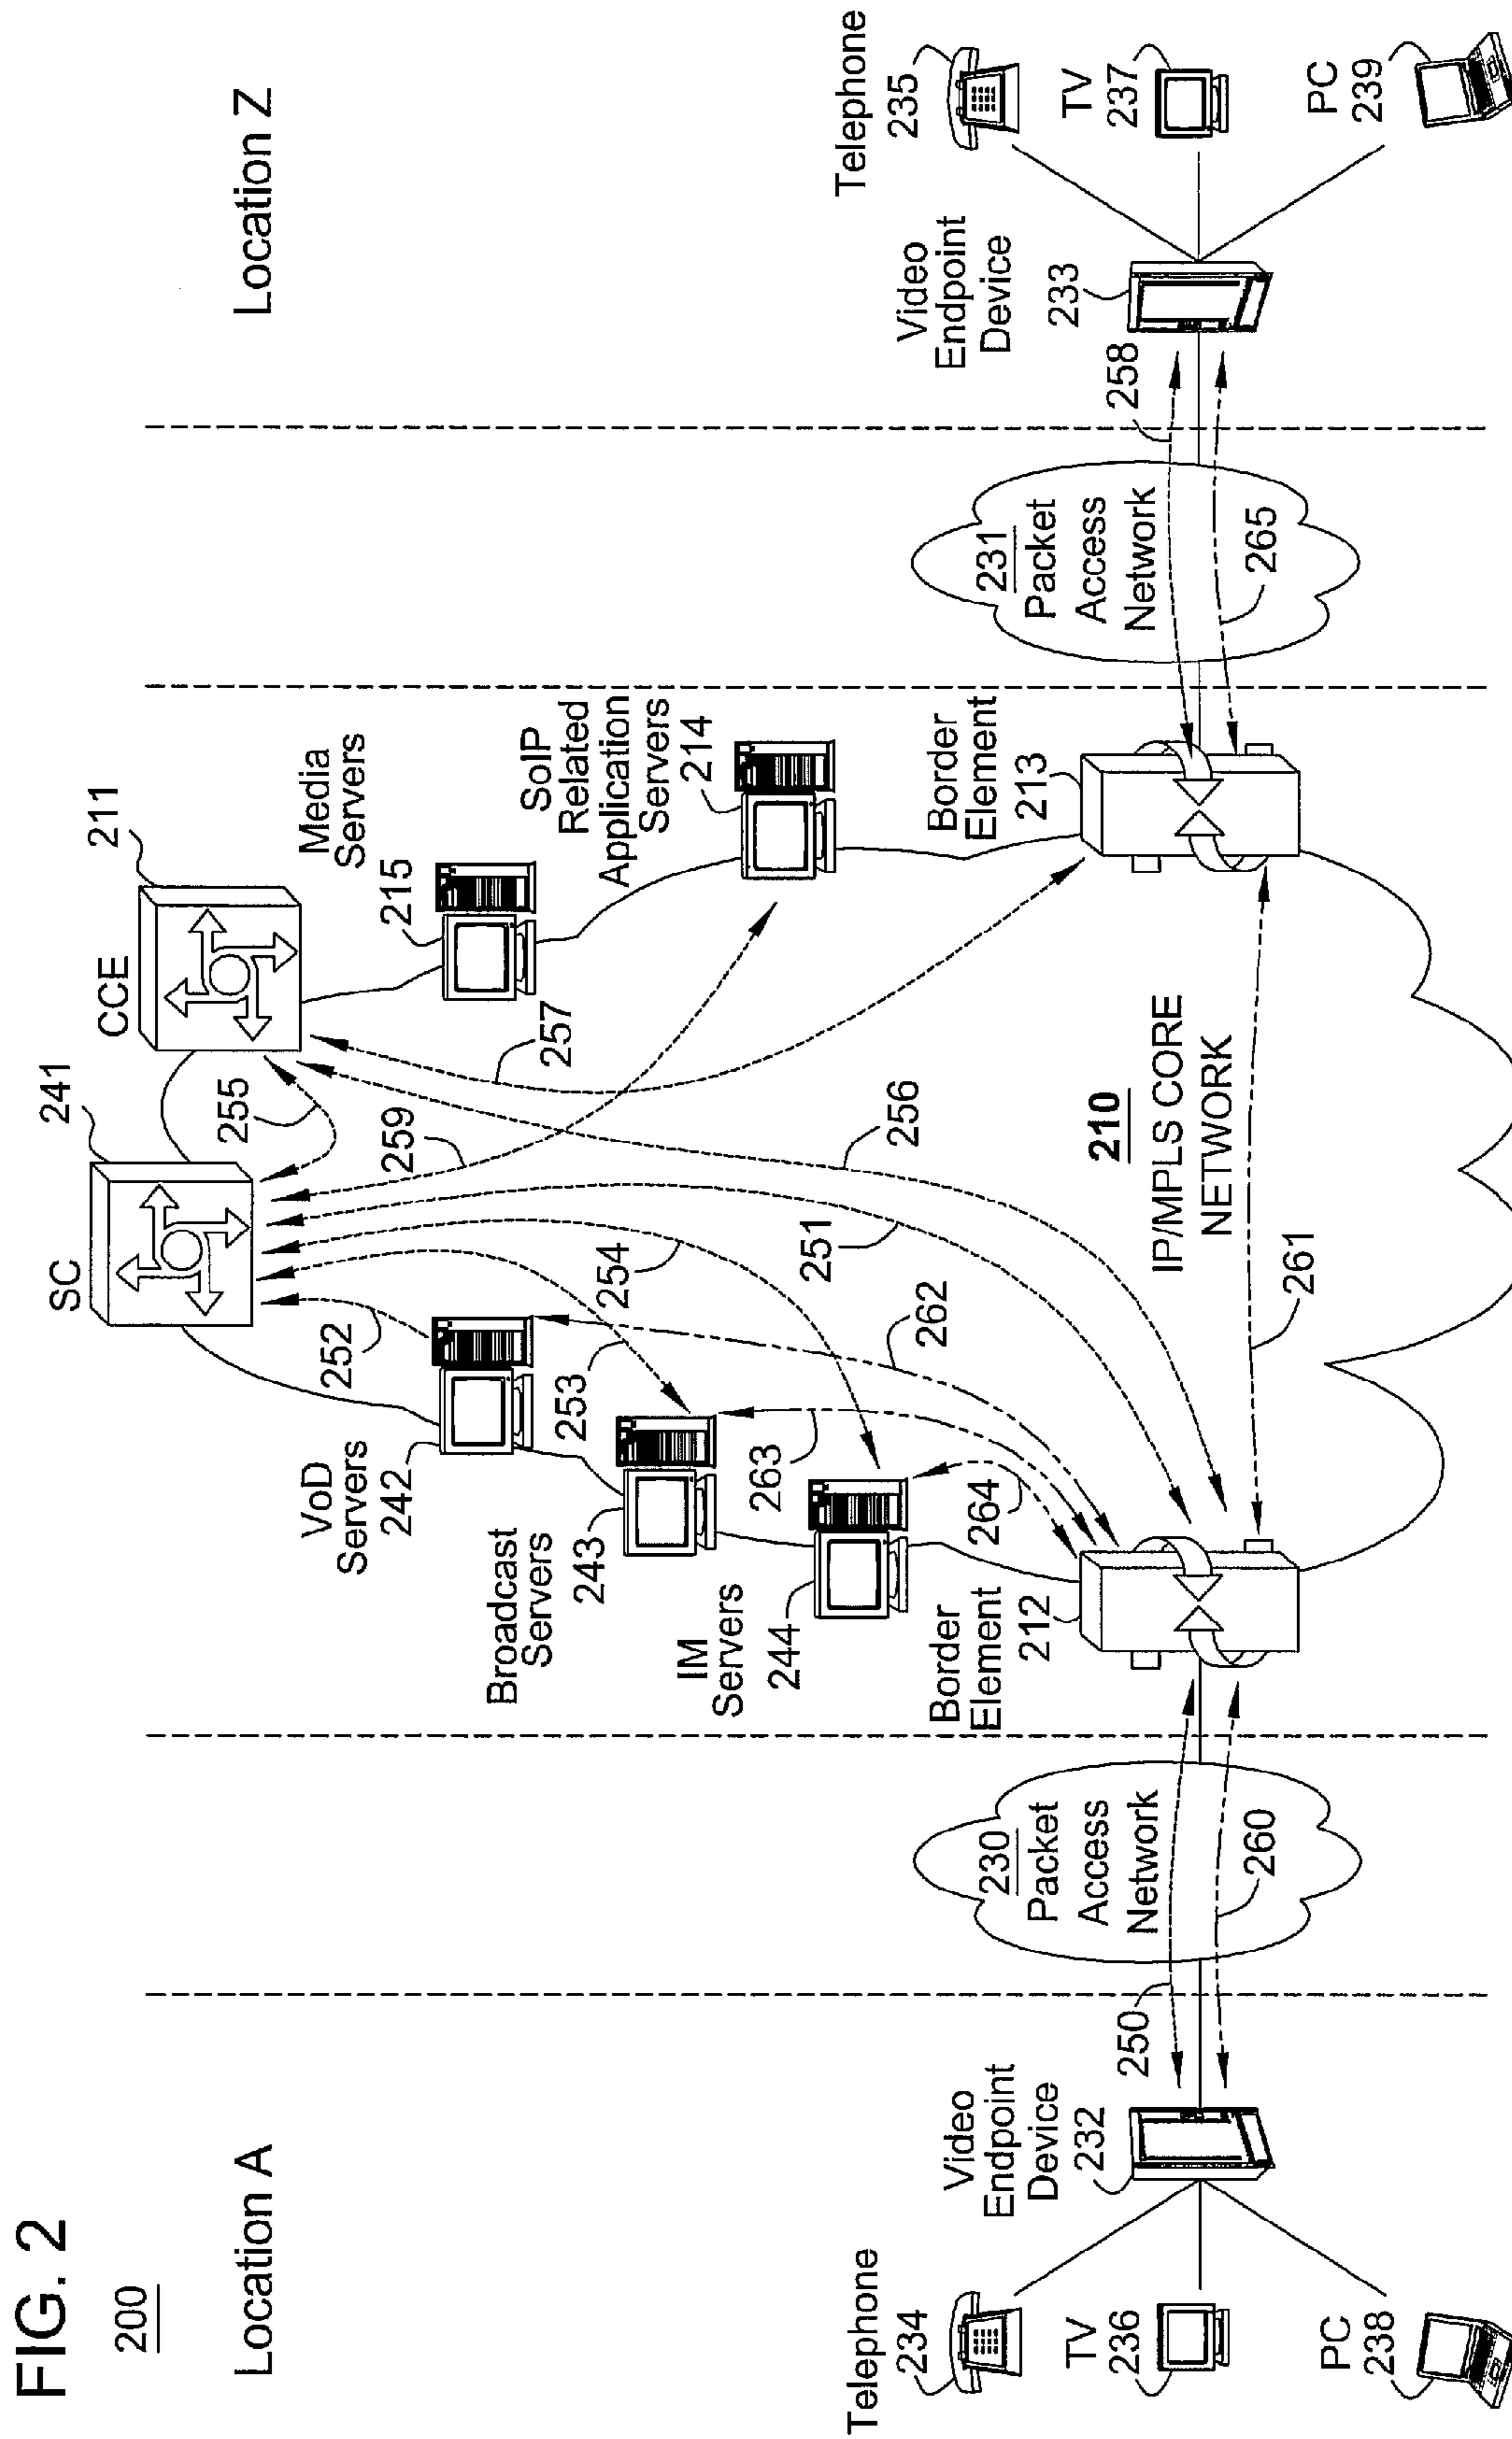 FIG. 2
200
Location A
Location Z
SC
241
CCE
211
255
252
259
253
254
251
257
256
262
263
264
261
VoD
Servers
242
Broadcast
Servers
243
IM
Servers
244
Media
Servers
215
SoIP
Related
Application
Servers
214
Border
Element
212
Border
Element
213
210
IP/MPLS CORE
NETWORK
230
Packet
Access
Network
250
260
231
Packet
Access
Network
258
265
Video
Endpoint
Device
232
Video
Endpoint
Device
233
Telephone
234
TV
236
PC
238
Telephone
235
TV
237
PC
239